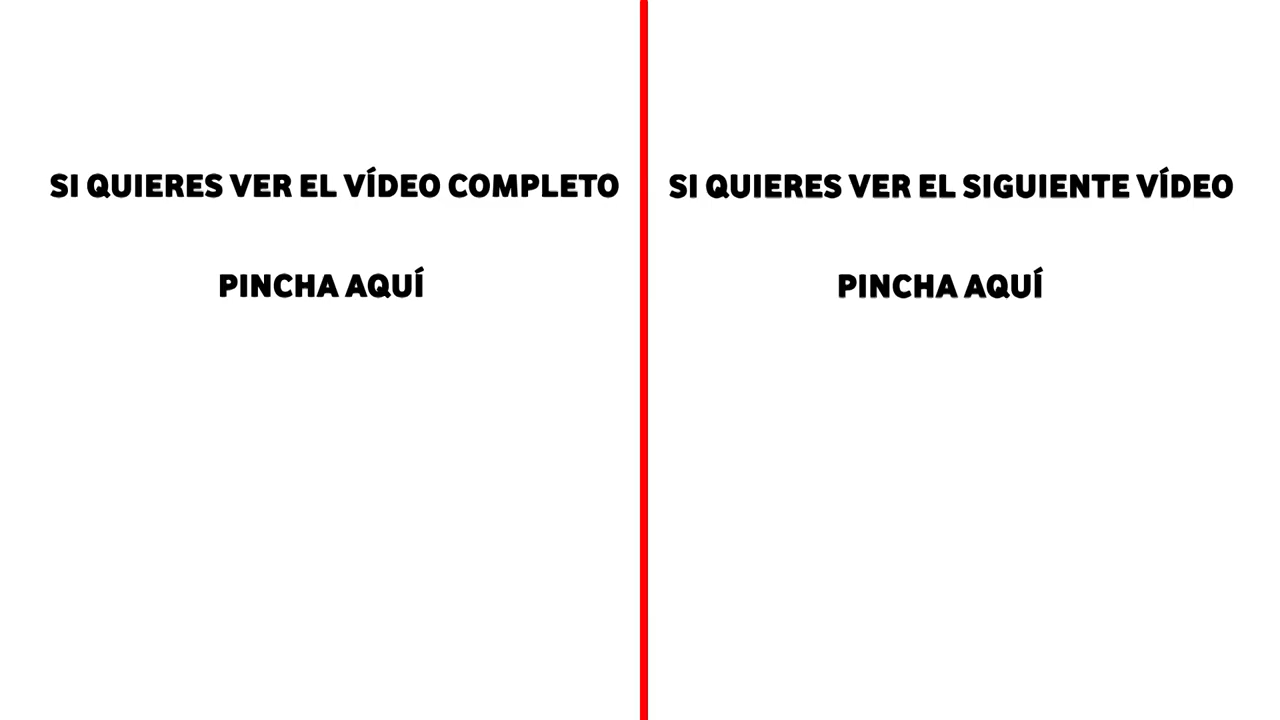 SI QUIERES VER EL VÍDEO COMPLETO
PINCHA AQUÍ
SI QUIERES VER EL SIGUIENTE VÍDEO
PINCHA AQUÍ